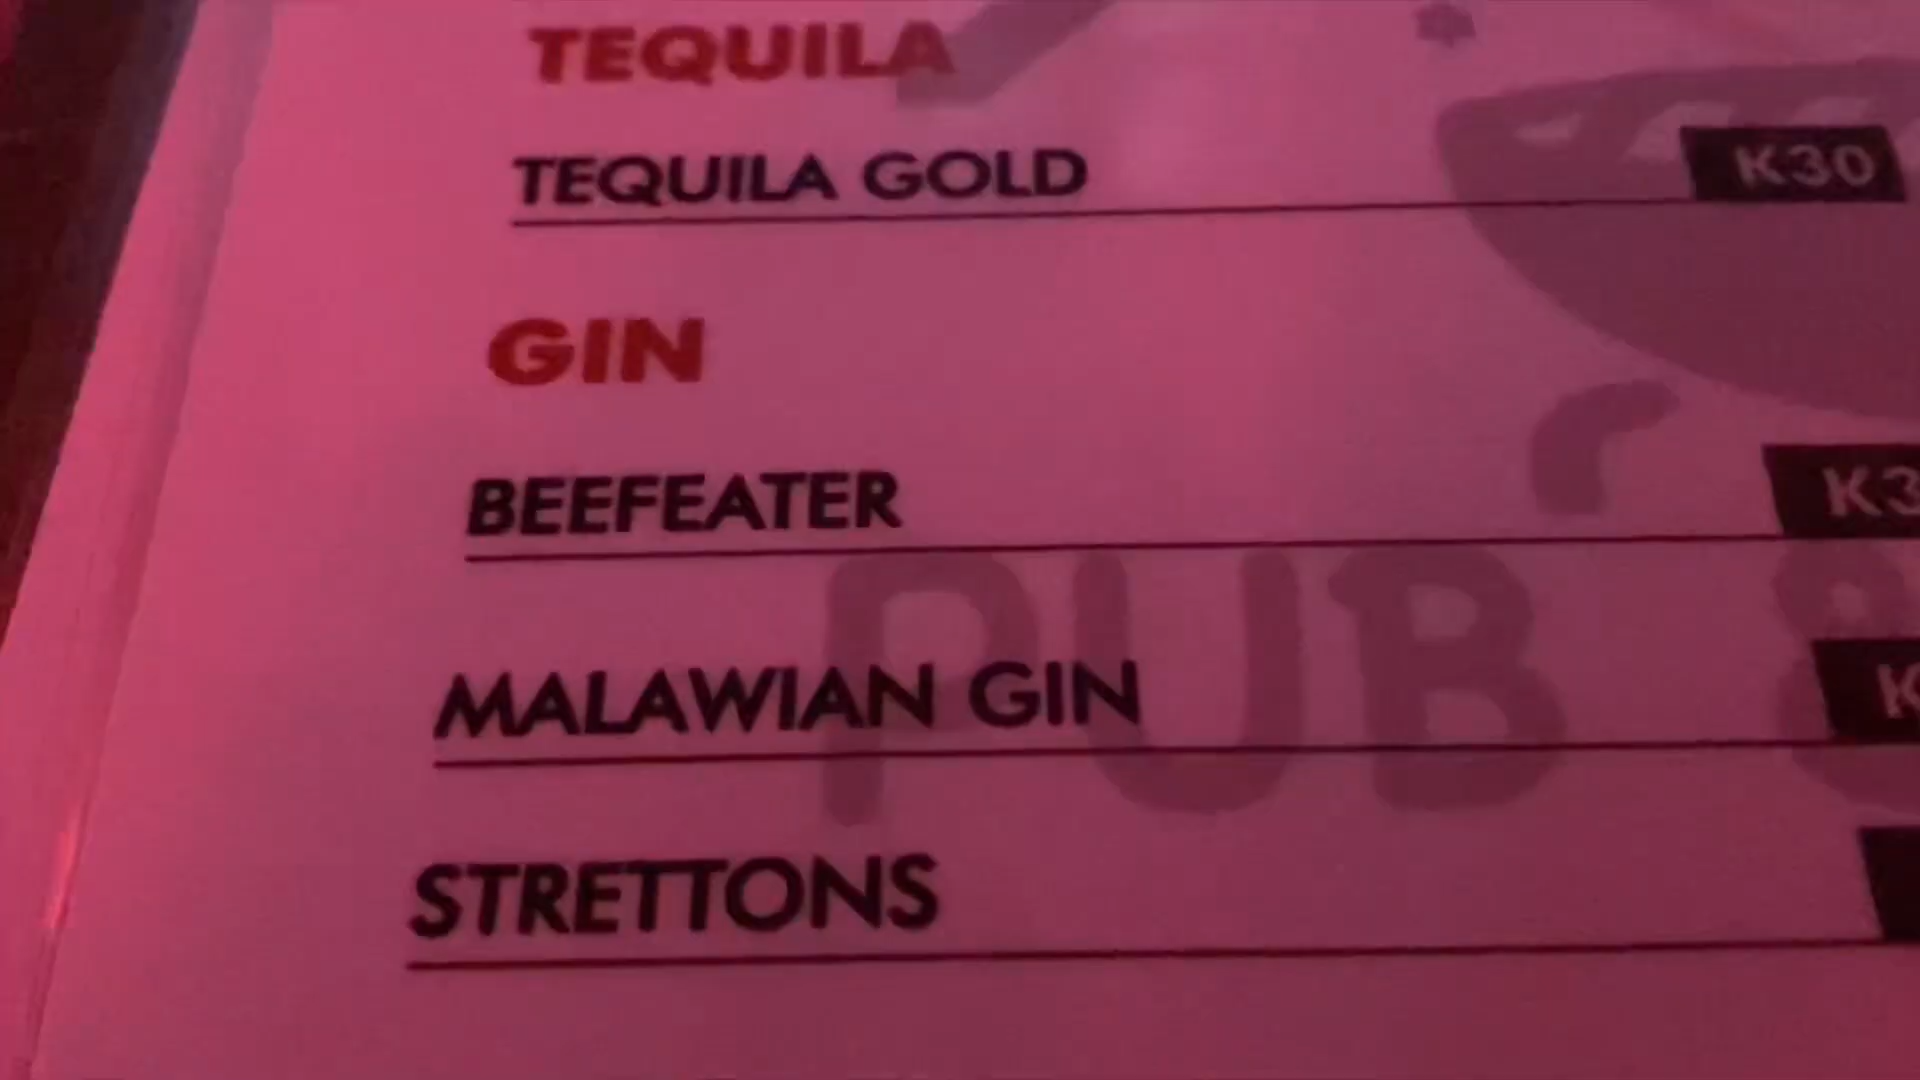 TEQUILA
TEQUILA GOLD K30
GIN
BEEFEATER
MALAWIAN GIN
PUB &
STRETTONS